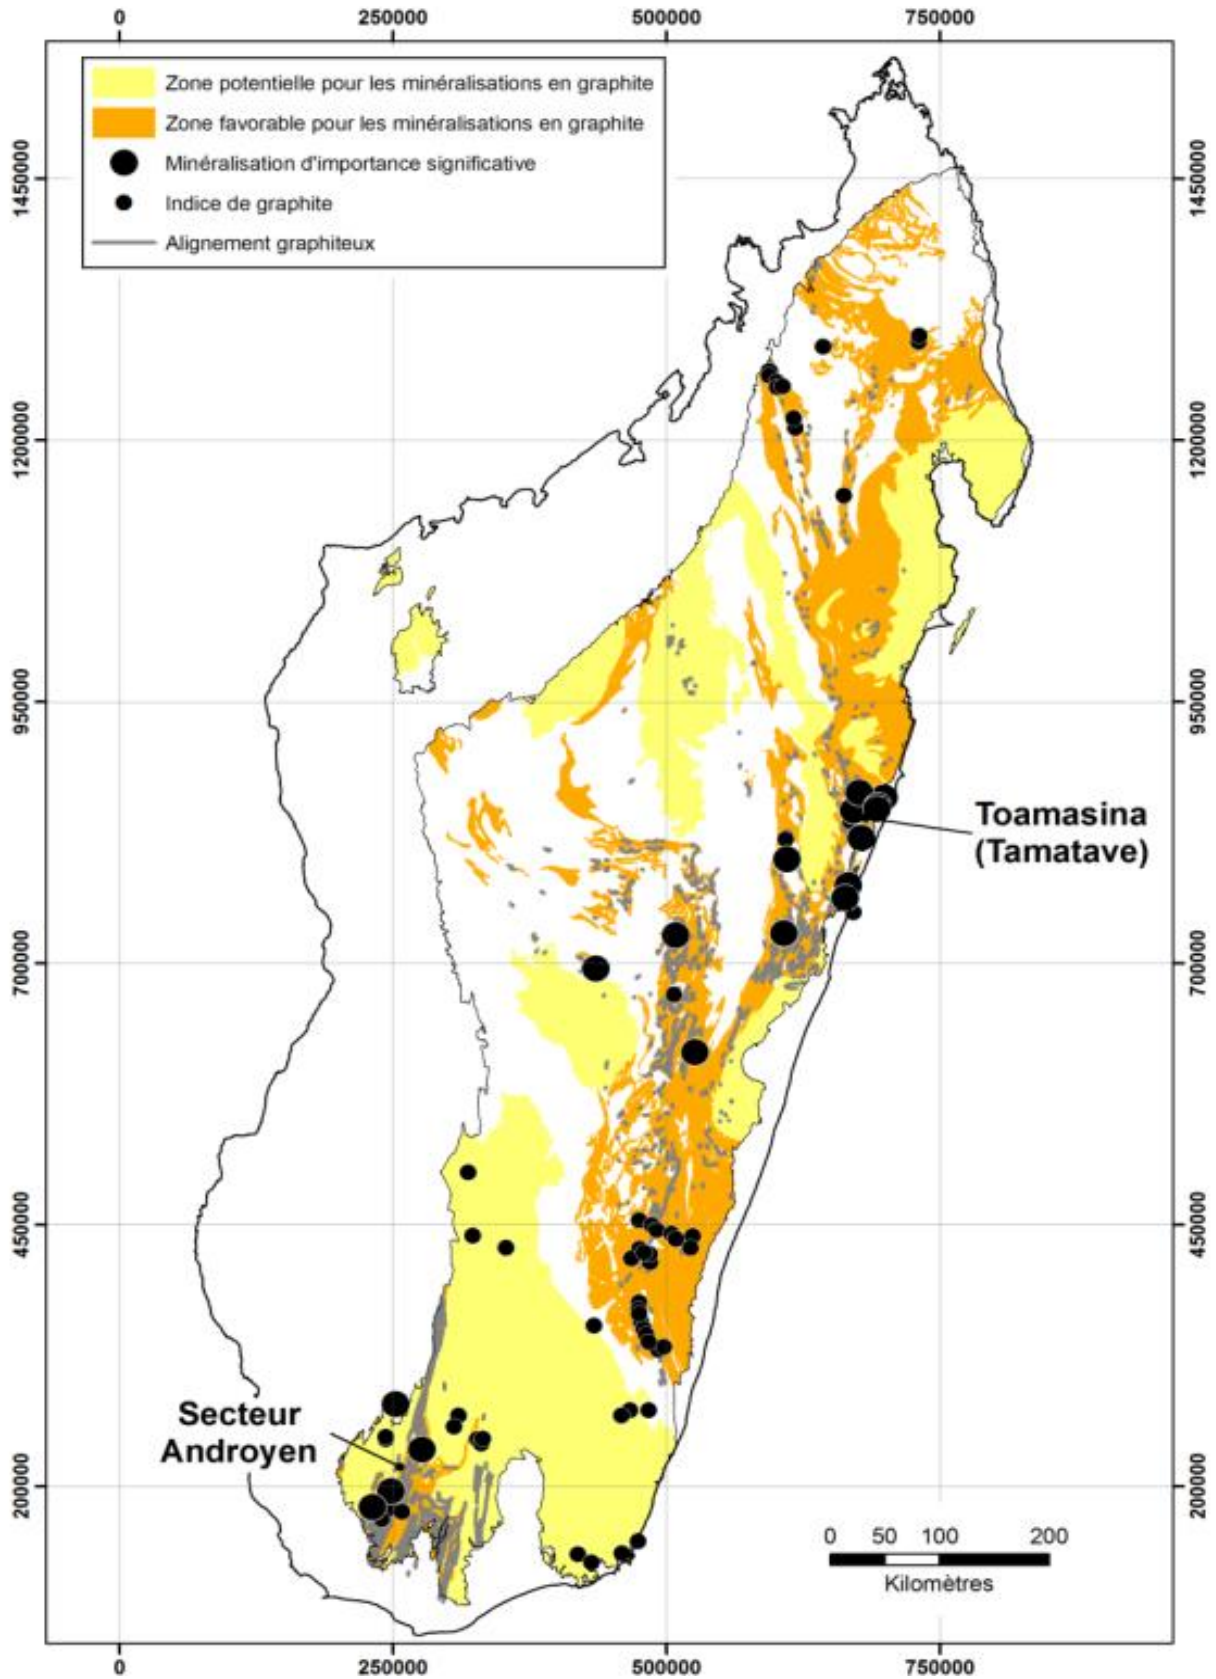 0 250000 500000 750000
Zone potentielle pour les minéralisations en graphite
Zone favorable pour les minéralisations en graphite
Minéralisation d'importance significative
Indice de graphite
Alignement graphiteux
1450000 1450000
1200000 1200000
950000 950000
Toamasina
(Tamatave)
700000 700000
450000 450000
Secteur
Androyen
200000 200000
0 50 100 200
Kilomètres
0 250000 500000 750000